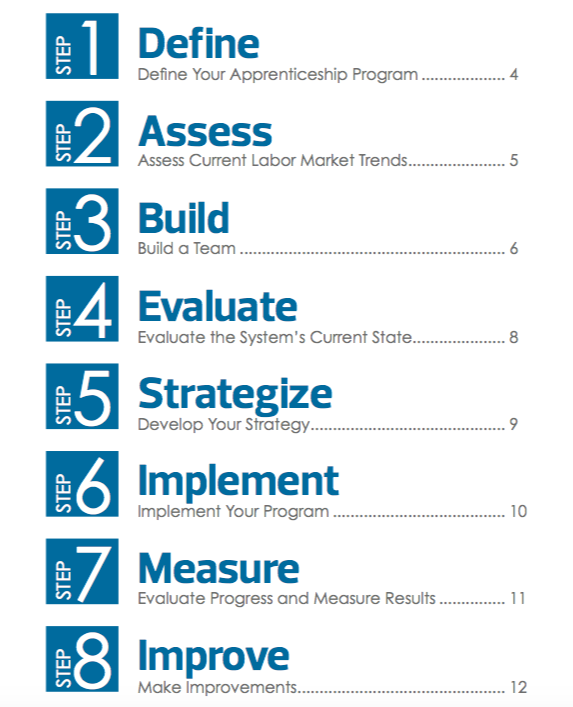 STEP 1 Define
Define Your Apprenticeship Program ................... 4
STEP 2 Assess
Assess Current Labor Market Trends...................... 5
STEP 3 Build
Build a Team ............................................................ 6
STEP 4 Evaluate
Evaluate the System’s Current State..................... 8
STEP 5 Strategize
Develop Your Strategy............................................ 9
STEP 6 Implement
Implement Your Program ....................................... 10
STEP 7 Measure
Evaluate Progress and Measure Results ............... 11
STEP 8 Improve
Make Improvements............................................... 12